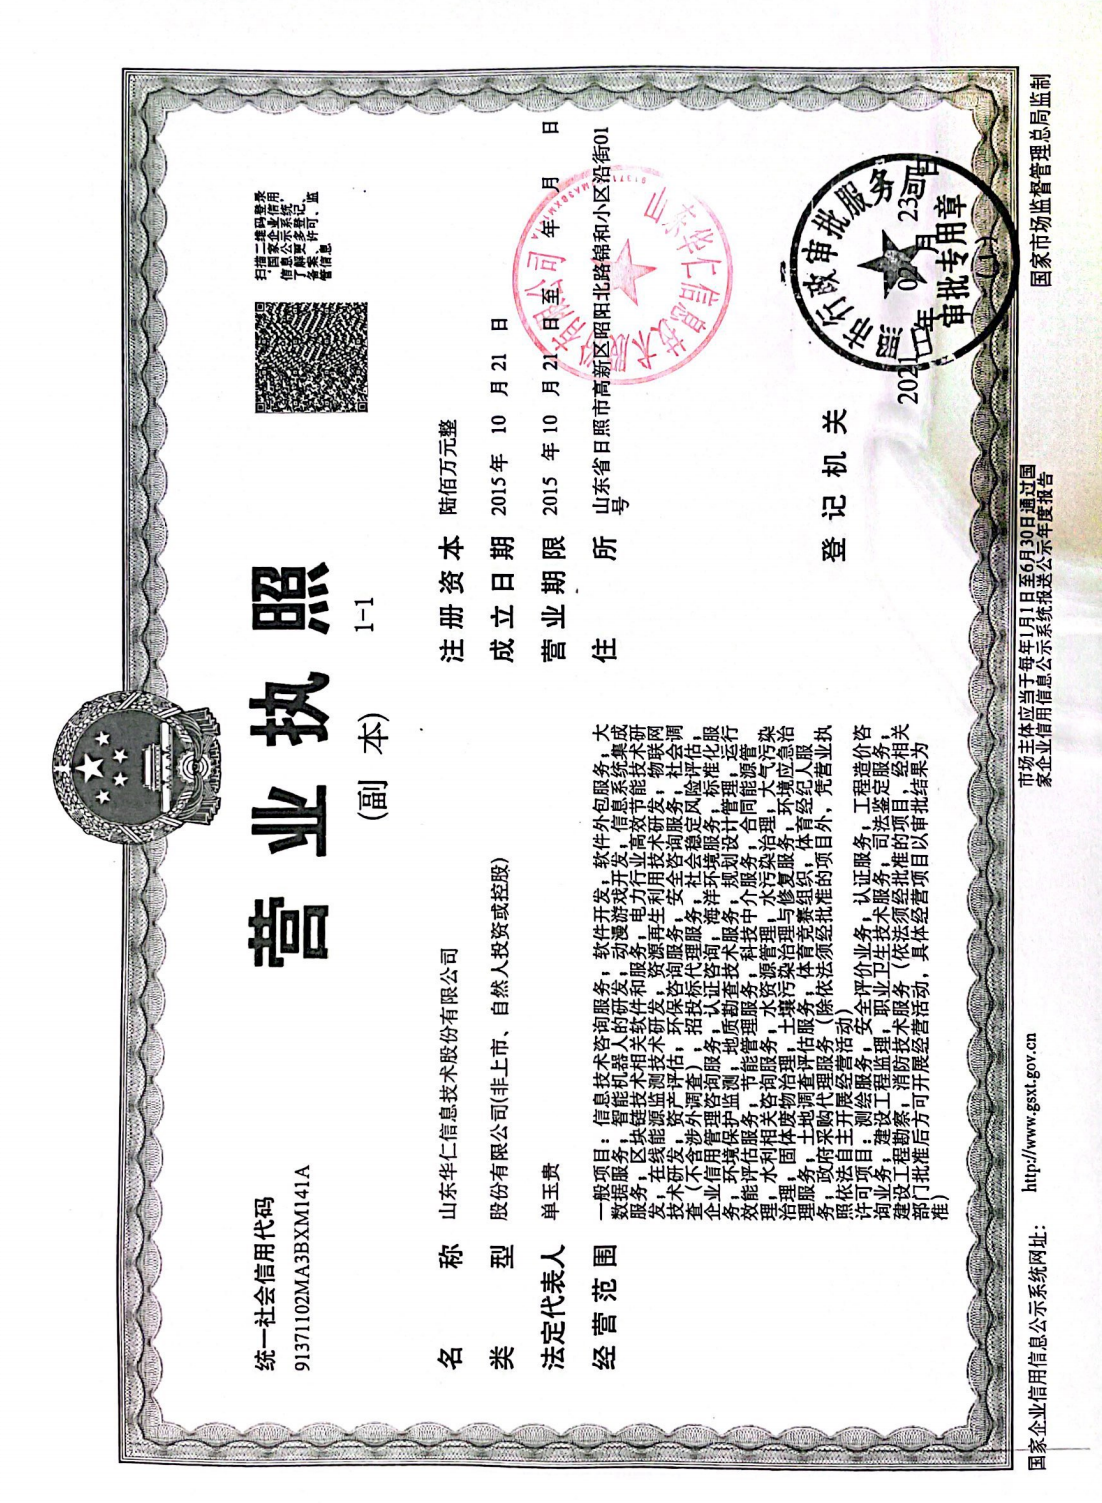 统一社会信用代码
91371102MA3BXM141A
营业执照
(副 本)
1-1
扫描二维码登录
"国家企业信用
信息公示系统"
了解更多登记、
备案、许可、监
管信息
名 称 山东华仁信息技术股份有限公司
类 型 股份有限公司(非上市、自然人投资或控股)
法定代表人 单玉贵
经营范围 一般项目：信息技术咨询服务；软件开发；软件外包服务；大
数据服务；智能机器人的研发；动漫游戏开发；信息系统集成
服务；区块链技术相关软件和服务；电力行业高效节能技术研
发；在线能源监测技术研发；资源再生利用技术研发；物联网
技术研发；资产评估；环保咨询服务；安全咨询服务；社会调
查（不含涉外调查）；招投标代理服务；社会稳定风险评估；
企业信用管理咨询服务；认证咨询；海洋环境服务；标准化服
务；环境保护监测；地质勘查技术服务；规划设计管理；运行
效能评估服务；节能管理服务；科技中介服务；合同能源管
理；水利相关咨询服务；水资源管理；水污染治理；大气污染
治理；固体废物治理；土壤污染治理与修复服务；环境应急治
理服务；土地调查评估服务；体育竞赛组织；体育经纪人服
务；政府采购代理服务（除依法须经批准的项目外，凭营业执
照依法自主开展经营活动）
许可项目：测绘服务；安全评价业务；认证服务；工程造价咨
询业务；建设工程监理；职业卫生技术服务；司法鉴定服务；
建设工程勘察；消防技术服务（依法须经批准的项目，经相关
部门批准后方可开展经营活动，具体经营项目以审批结果为
准）
注册资本 陆佰万元整
成立日期 2015年 10 月 21 日
营业期限 2015 年 10 月 21 日至 年 月 日
住 所 山东省日照市高新区昭阳北路锦和小区沿街01
号
山东华仁信息技术股份有限公司
登记机关
日照市行政审批服务局
审批专用章
(1)
2021 年 02 月 23 日
国家企业信用信息公示系统网址： http://www.gsxt.gov.cn
市场主体应当于每年1月1日至6月30日通过国
家企业信用信息公示系统报送公示年度报告
国家市场监督管理总局监制